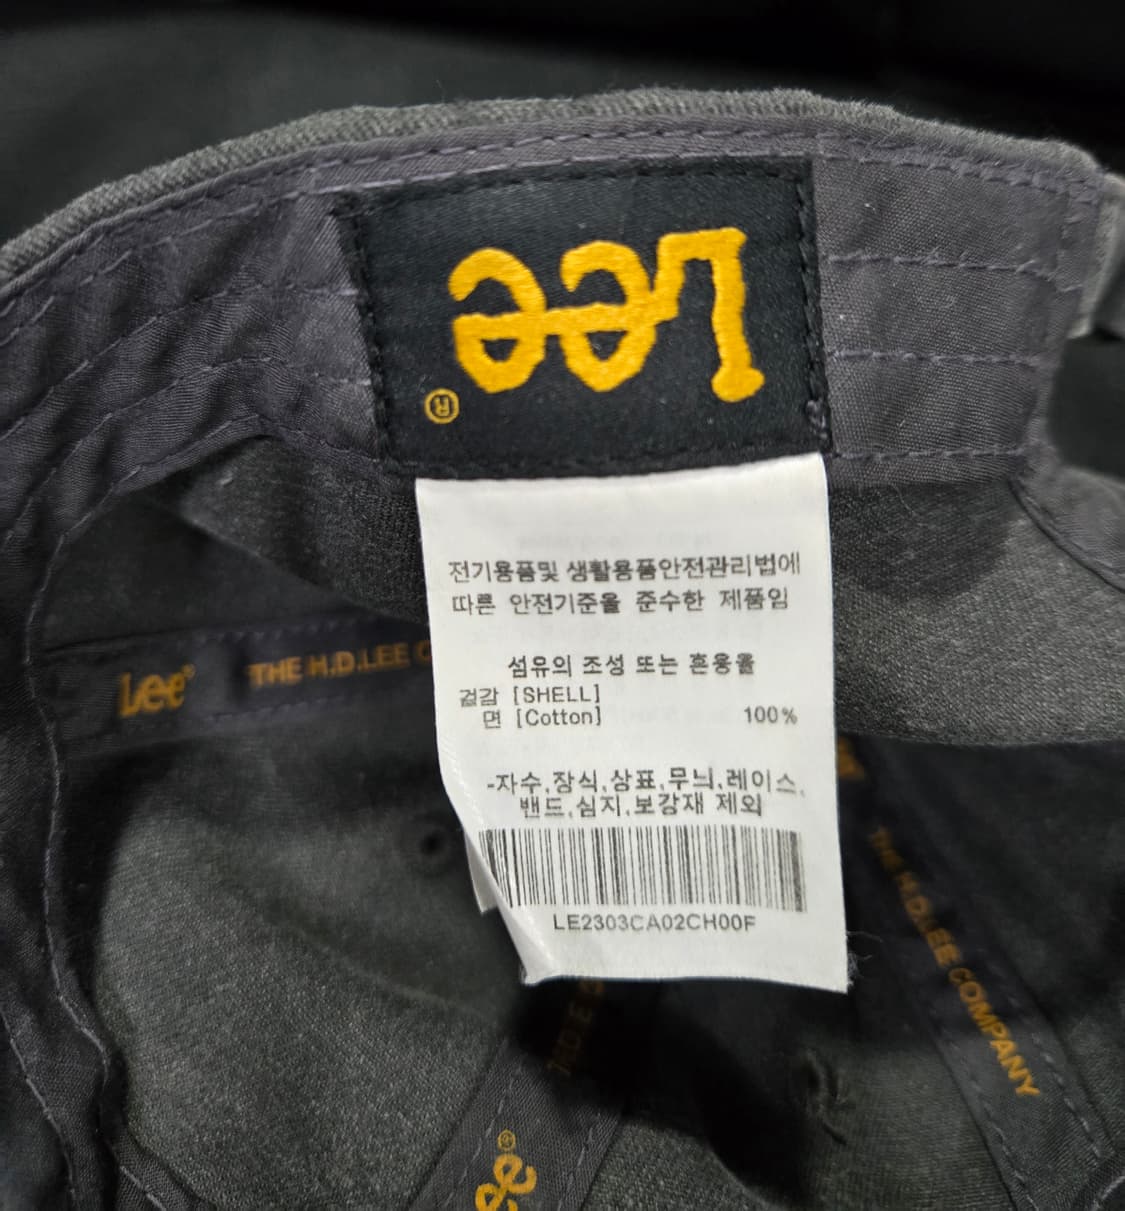 Lee®
전기용품및 생활용품안전관리법에
따른 안전기준을 준수한 제품임
섬유의 조성 또는 혼용율
겉감 [SHELL]
면 [Cotton] 100%
-자수,장식,상표,무늬,레이스,
밴드,심지,보강재 제외
LE2303CA02CH00F
Lee® THE H.D.LEE
THE H.D.LEE COMPANY
ee®